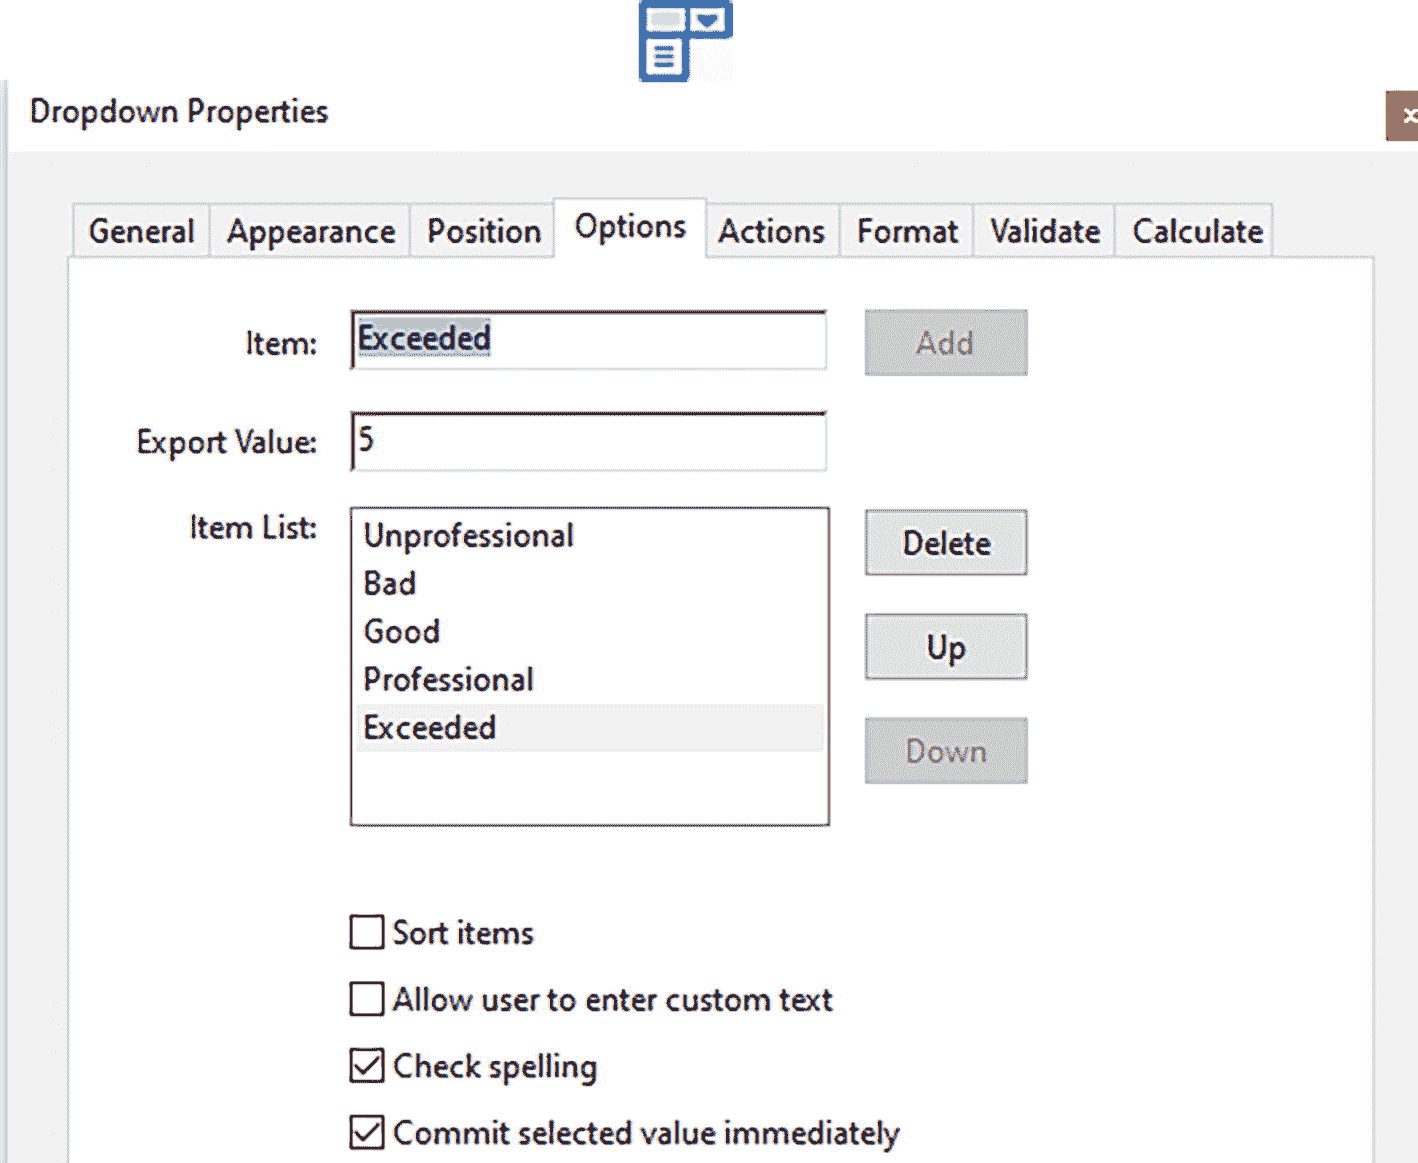 Dropdown Properties
General Appearance Position Options Actions Format Validate Calculate
Item: Exceeded Add
Export Value: 5
Item List: Unprofessional Delete
Bad
Good Up
Professional
Exceeded Down
Sort items
Allow user to enter custom text
Check spelling
Commit selected value immediately